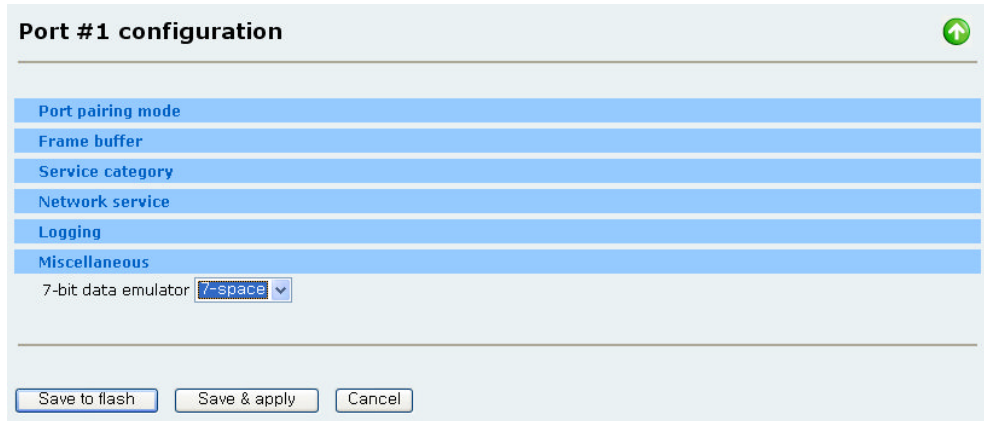 Port #1 configuration
Port pairing mode
Frame buffer
Service category
Network service
Logging
Miscellaneous
7-bit data emulator 7-space
Save to flash Save & apply Cancel